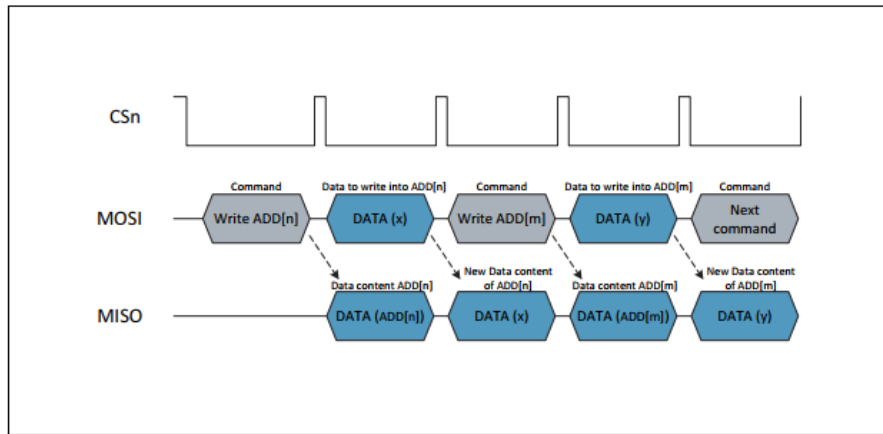 CSn
Command
Data to write into ADD[n]
Command
Data to write into ADD[m]
Command
MOSI
Write ADD[n]
DATA (x)
Write ADD[m]
DATA (y)
Next
command
Data content ADD[n]
New Data content
of ADD[n]
Data content ADD[m]
New Data content
of ADD[m]
MISO
DATA (ADD[n])
DATA (x)
DATA (ADD[m])
DATA (y)